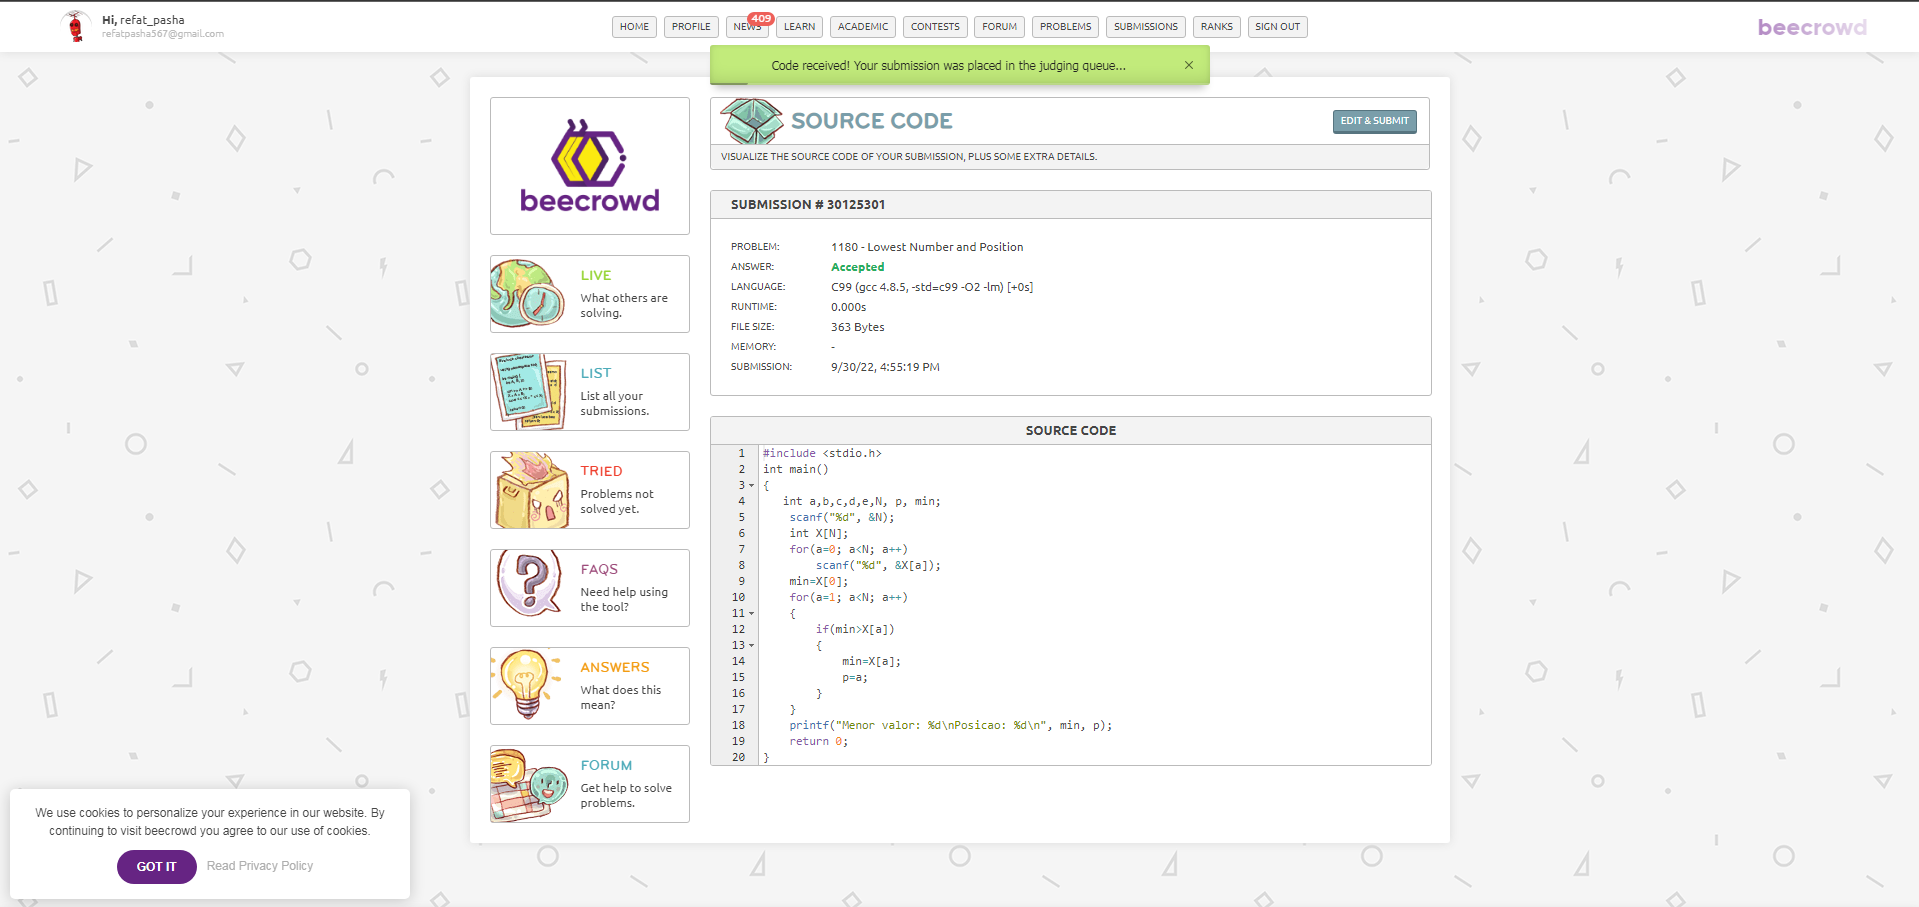 Hi, refat_pasha
refatpasha567@gmail.com
HOME PROFILE NEWS 409 LEARN ACADEMIC CONTESTS FORUM PROBLEMS SUBMISSIONS RANKS SIGN OUT
beecrowd
Code received! Your submission was placed in the judging queue... ×
beecrowd
LIVE
What others are
solving.
LIST
List all your
submissions.
TRIED
Problems not
solved yet.
FAQS
Need help using
the tool?
ANSWERS
What does this
mean?
FORUM
Get help to solve
problems.
SOURCE CODE
EDIT & SUBMIT
VISUALIZE THE SOURCE CODE OF YOUR SUBMISSION, PLUS SOME EXTRA DETAILS.
SUBMISSION # 30125301
PROBLEM: 1180 - Lowest Number and Position
ANSWER: Accepted
LANGUAGE: C99 (gcc 4.8.5, -std=c99 -O2 -lm) [+0s]
RUNTIME: 0.000s
FILE SIZE: 363 Bytes
MEMORY: -
SUBMISSION: 9/30/22, 4:55:19 PM
SOURCE CODE
1 #include <stdio.h>
2 int main()
3 {
4    int a,b,c,d,e,N, p, min;
5     scanf("%d", &N);
6     int X[N];
7     for(a=0; a<N; a++)
8         scanf("%d", &X[a]);
9     min=X[0];
10     for(a=1; a<N; a++)
11     {
12         if(min>X[a])
13         {
14             min=X[a];
15             p=a;
16         }
17     }
18     printf("Menor valor: %d\nPosicao: %d\n", min, p);
19     return 0;
20 }
We use cookies to personalize your experience in our website. By
continuing to visit beecrowd you agree to our use of cookies.
GOT IT Read Privacy Policy